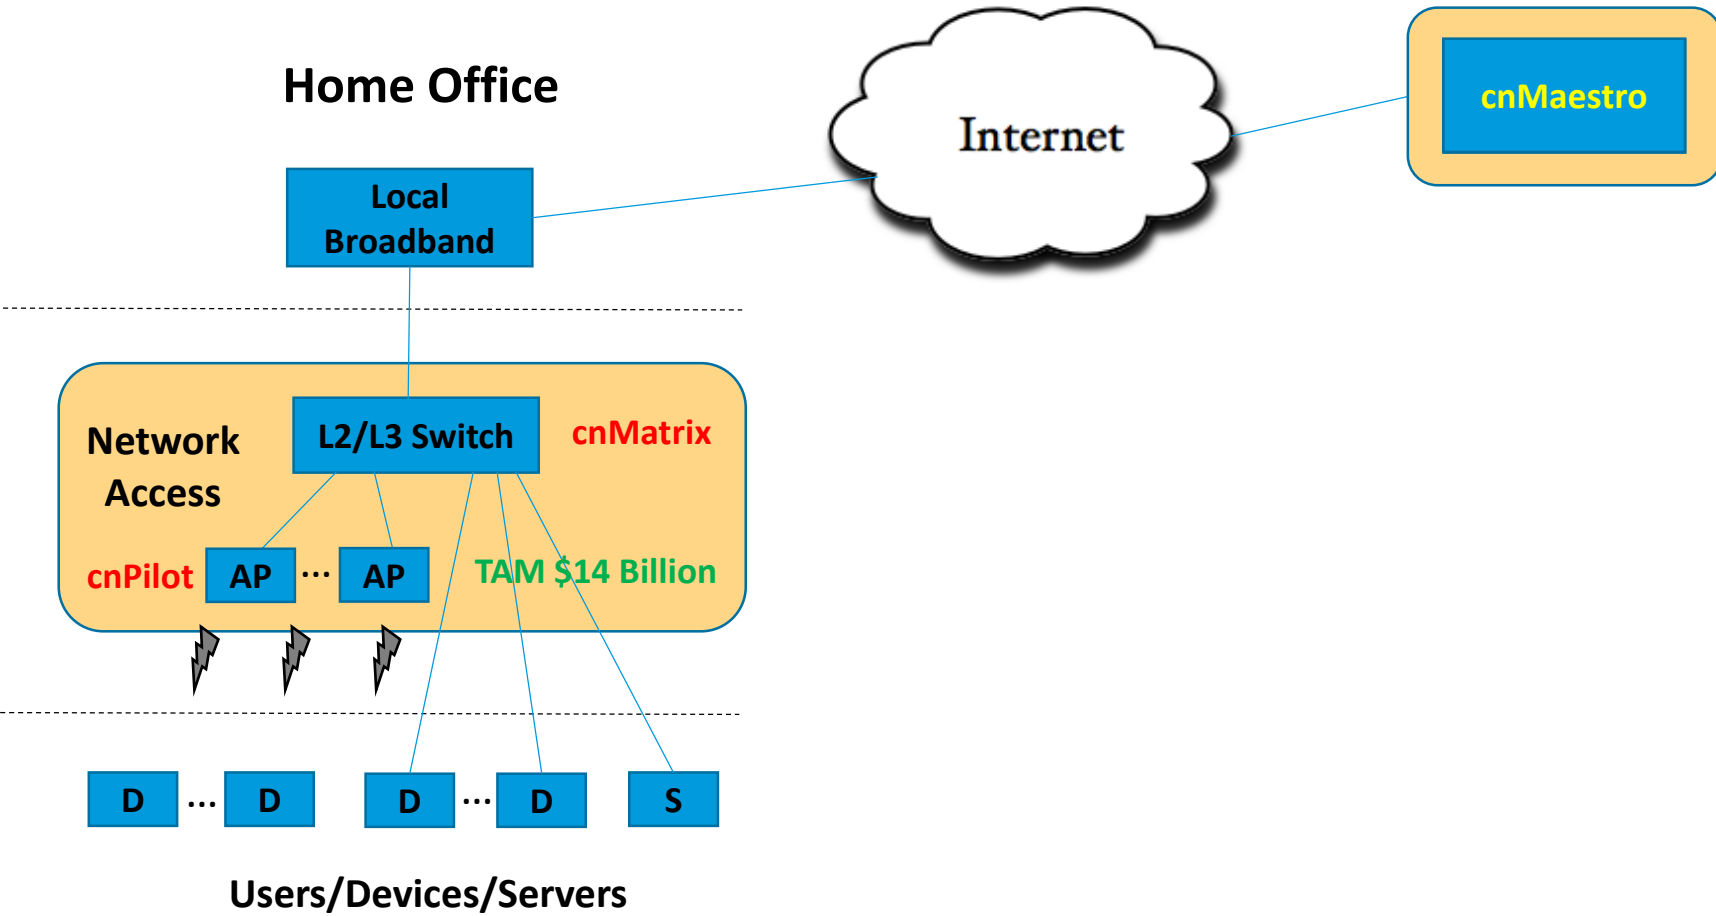 Home Office
Internet
cnMaestro
Local
Broadband
Network
Access
L2/L3 Switch
cnMatrix
cnPilot
AP
...
AP
TAM $14 Billion
D
...
D
D
...
D
S
Users/Devices/Servers